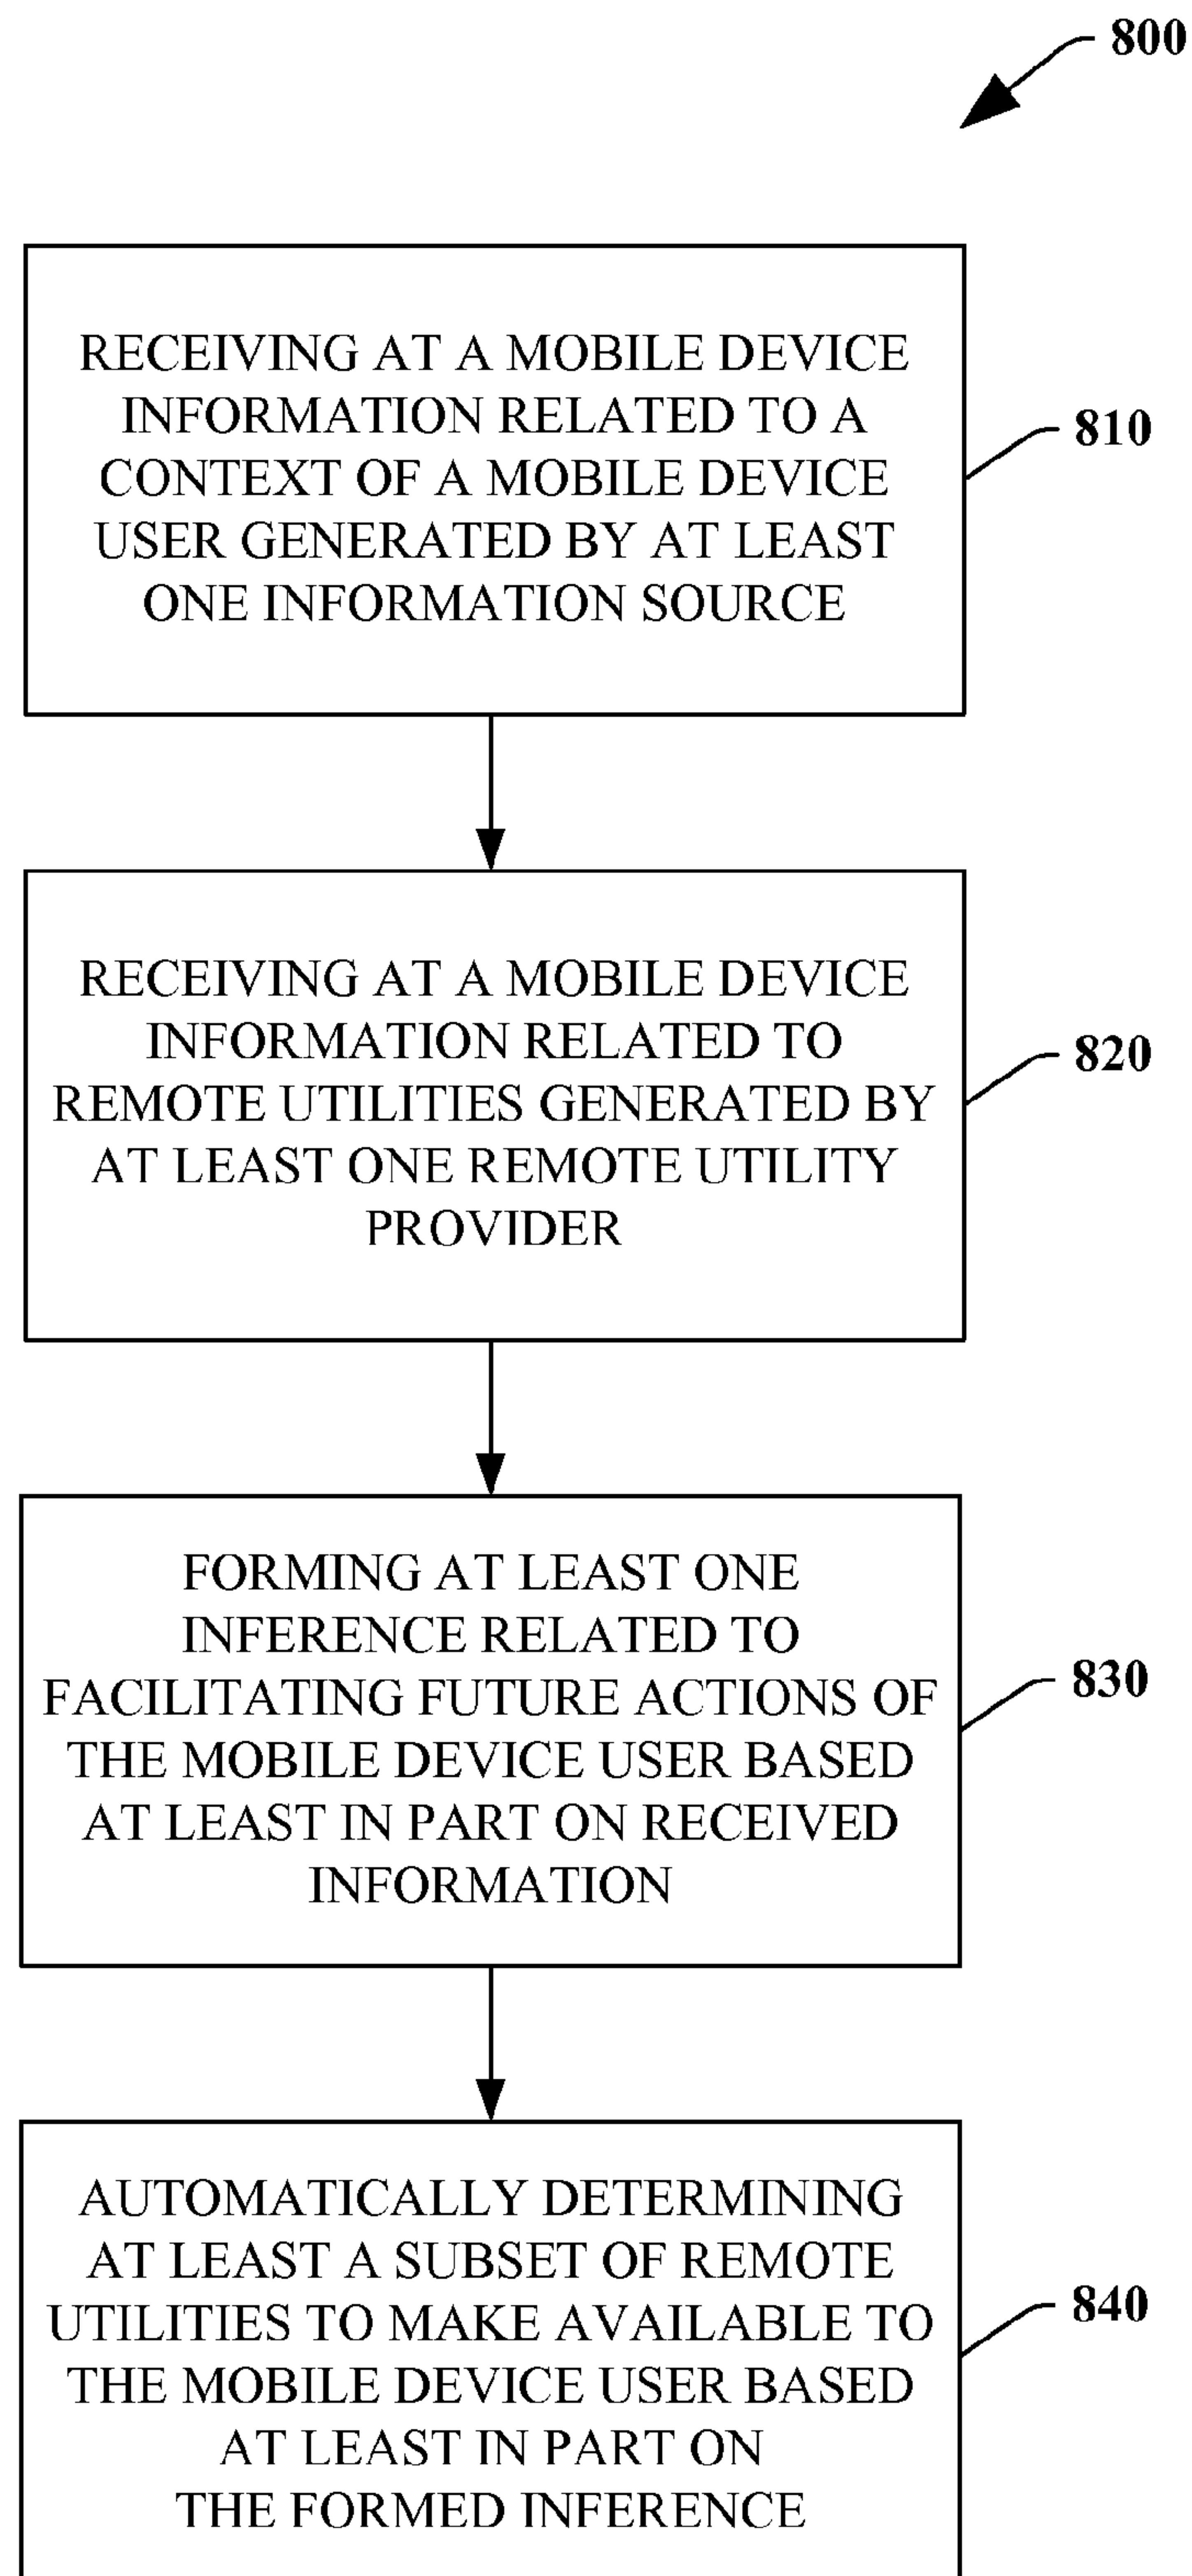 800
RECEIVING AT A MOBILE DEVICE
INFORMATION RELATED TO A
CONTEXT OF A MOBILE DEVICE
USER GENERATED BY AT LEAST
ONE INFORMATION SOURCE
810
RECEIVING AT A MOBILE DEVICE
INFORMATION RELATED TO
REMOTE UTILITIES GENERATED BY
AT LEAST ONE REMOTE UTILITY
PROVIDER
820
FORMING AT LEAST ONE
INFERENCE RELATED TO
FACILITATING FUTURE ACTIONS OF
THE MOBILE DEVICE USER BASED
AT LEAST IN PART ON RECEIVED
INFORMATION
830
AUTOMATICALLY DETERMINING
AT LEAST A SUBSET OF REMOTE
UTILITIES TO MAKE AVAILABLE TO
THE MOBILE DEVICE USER BASED
AT LEAST IN PART ON
THE FORMED INFERENCE
840